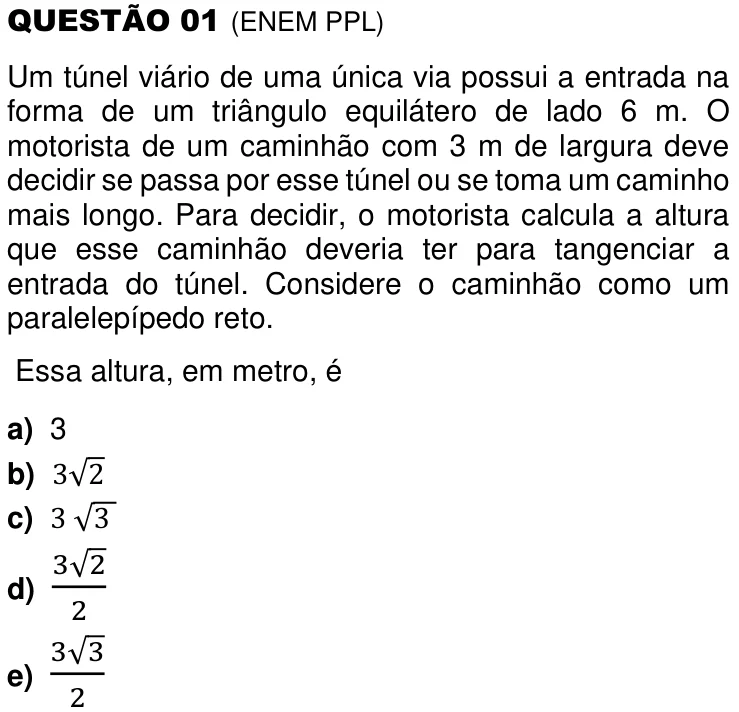 QUESTÃO 01 (ENEM PPL)
Um túnel viário de uma única via possui a entrada na
forma de um triângulo equilátero de lado 6 m. O
motorista de um caminhão com 3 m de largura deve
decidir se passa por esse túnel ou se toma um caminho
mais longo. Para decidir, o motorista calcula a altura
que esse caminhão deveria ter para tangenciar a
entrada do túnel. Considere o caminhão como um
paralelepípedo reto.
Essa altura, em metro, é
a) 3
b) 3√2
c) 3 √3
d) 3√2/2
e) 3√3/2